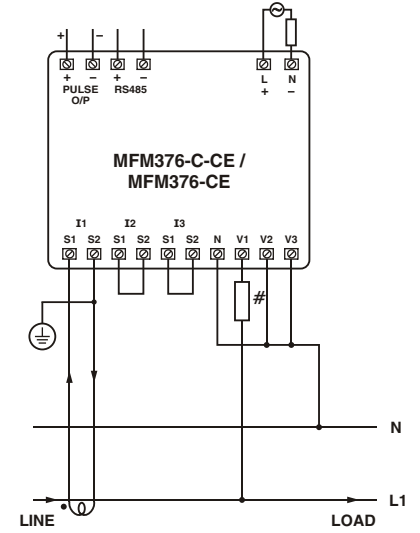 + −
L N
+ − + − + −
PULSE RS485
O/P
MFM376-C-CE /
MFM376-CE
I1 I2 I3
S1 S2 S1 S2 S1 S2 N V1 V2 V3
#
N
L1
LINE LOAD